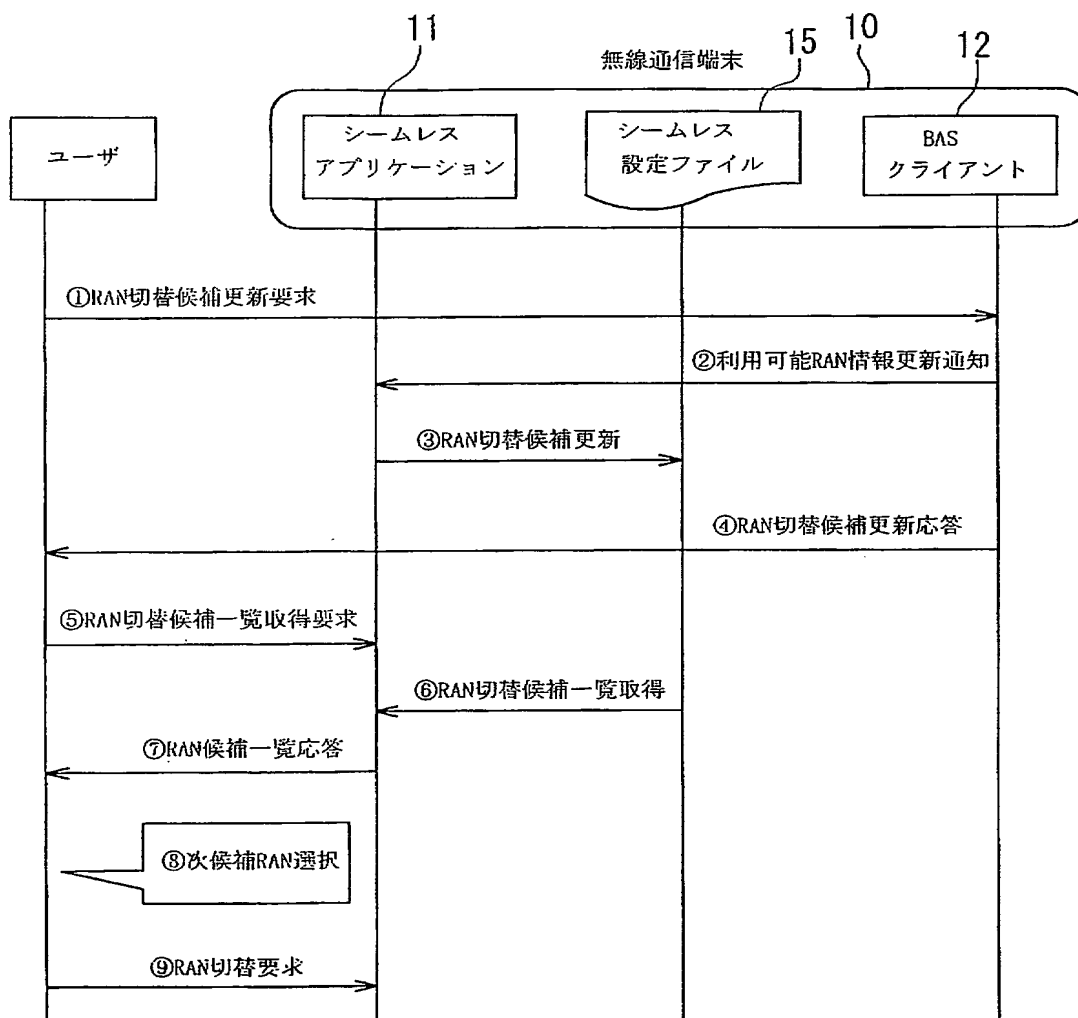 11
無線通信端末
15
10
12
ユーザ
シームレス
アプリケーション
シームレス
設定ファイル
BAS
クライアント
①RAN切替候補更新要求
②利用可能RAN情報更新通知
③RAN切替候補更新
④RAN切替候補更新応答
⑤RAN切替候補一覧取得要求
⑥RAN切替候補一覧取得
⑦RAN候補一覧応答
⑧次候補RAN選択
⑨RAN切替要求